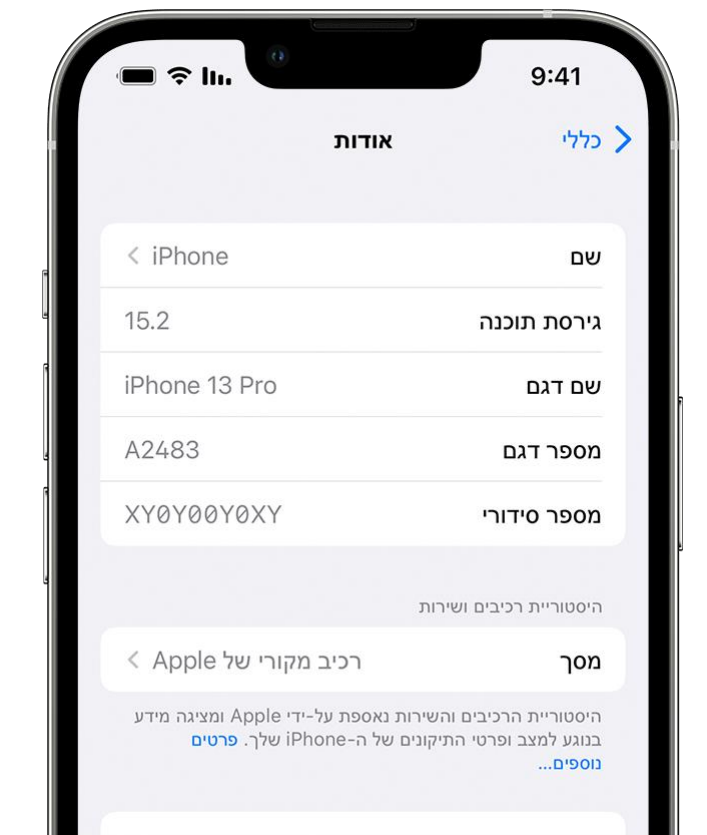 9:41
כללי
אודות
שם
iPhone
גירסת תוכנה
15.2
שם דגם
iPhone 13 Pro
מספר דגם
A2483
מספר סידורי
XY0Y00Y0XY
היסטוריית רכיבים ושירות
מסך
רכיב מקורי של Apple
היסטוריית הרכיבים והשירות נאספת על-ידי Apple ומציגה מידע
בנוגע למצב ופרטי התיקונים של ה-iPhone שלך. פרטים
נוספים...